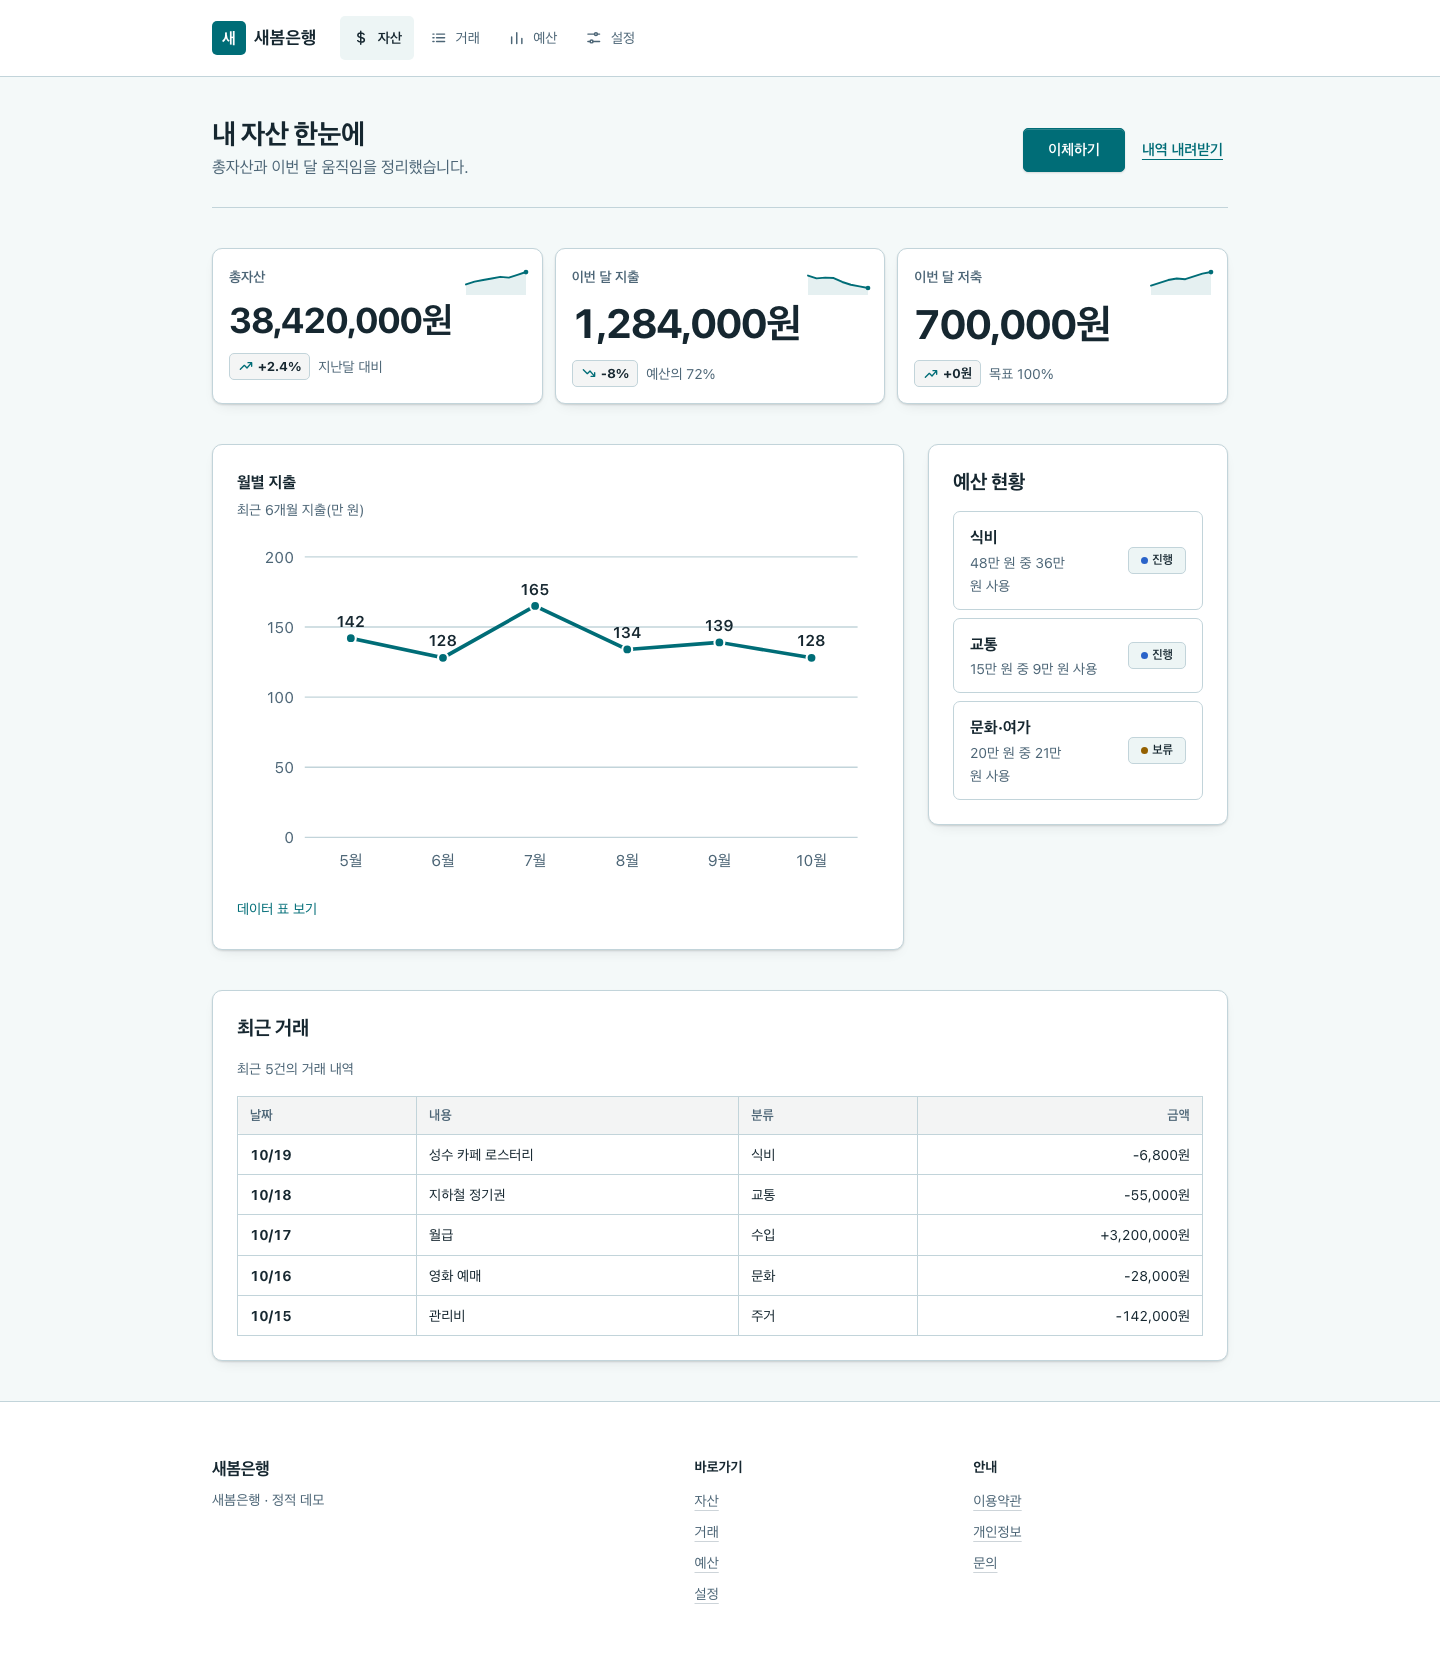 새 새봄은행 $ 자산 거래 예산 설정
내 자산 한눈에
총자산과 이번 달 움직임을 정리했습니다.
이체하기 내역 내려받기
총자산
38,420,000원
+2.4% 지난달 대비
이번 달 지출
1,284,000원
-8% 예산의 72%
이번 달 저축
700,000원
+0원 목표 100%
월별 지출
최근 6개월 지출(만 원)
200
150
100
50
0
142 128 165 134 139 128
5월 6월 7월 8월 9월 10월
데이터 표 보기
예산 현황
식비
48만 원 중 36만
원 사용
진행
교통
15만 원 중 9만 원 사용
진행
문화·여가
20만 원 중 21만
원 사용
보류
최근 거래
최근 5건의 거래 내역
날짜 내용 분류 금액
10/19 성수 카페 로스터리 식비 -6,800원
10/18 지하철 정기권 교통 -55,000원
10/17 월급 수입 +3,200,000원
10/16 영화 예매 문화 -28,000원
10/15 관리비 주거 -142,000원
새봄은행
새봄은행 · 정적 데모
바로가기
자산
거래
예산
설정
안내
이용약관
개인정보
문의